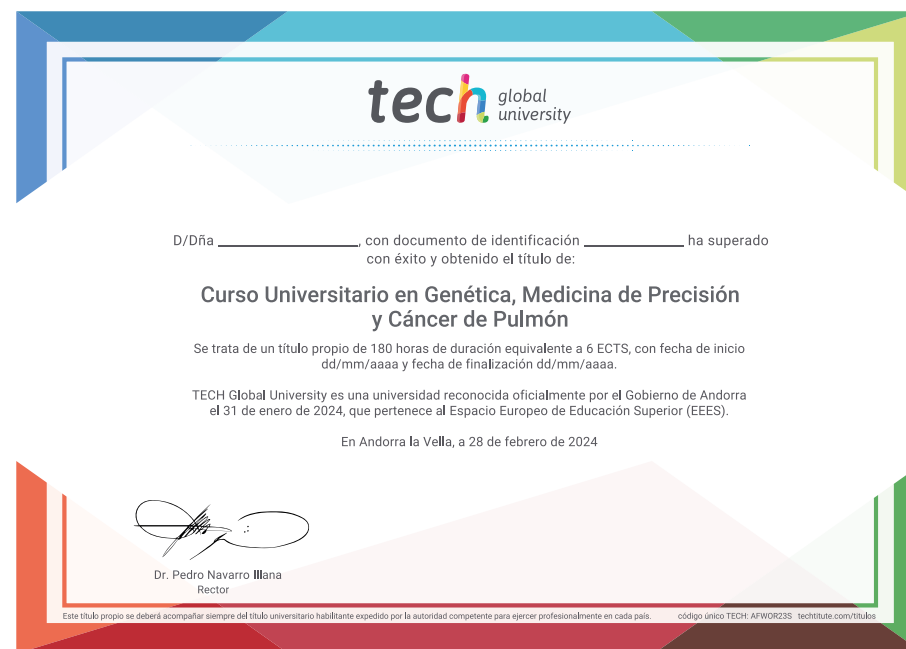 tech global university
D/Dña ____________________, con documento de identificación ______________ ha superado
con éxito y obtenido el título de:
Curso Universitario en Genética, Medicina de Precisión
y Cáncer de Pulmón
Se trata de un título propio de 180 horas de duración equivalente a 6 ECTS, con fecha de inicio
dd/mm/aaaa y fecha de finalización dd/mm/aaaa.
TECH Global University es una universidad reconocida oficialmente por el Gobierno de Andorra
el 31 de enero de 2024, que pertenece al Espacio Europeo de Educación Superior (EEES).
En Andorra la Vella, a 28 de febrero de 2024
Dr. Pedro Navarro Illana
Rector
Este título propio se deberá acompañar siempre del título universitario habilitante expedido por la autoridad competente para ejercer profesionalmente en cada país. código único TECH: AFWOR23S techtitute.com/titulos